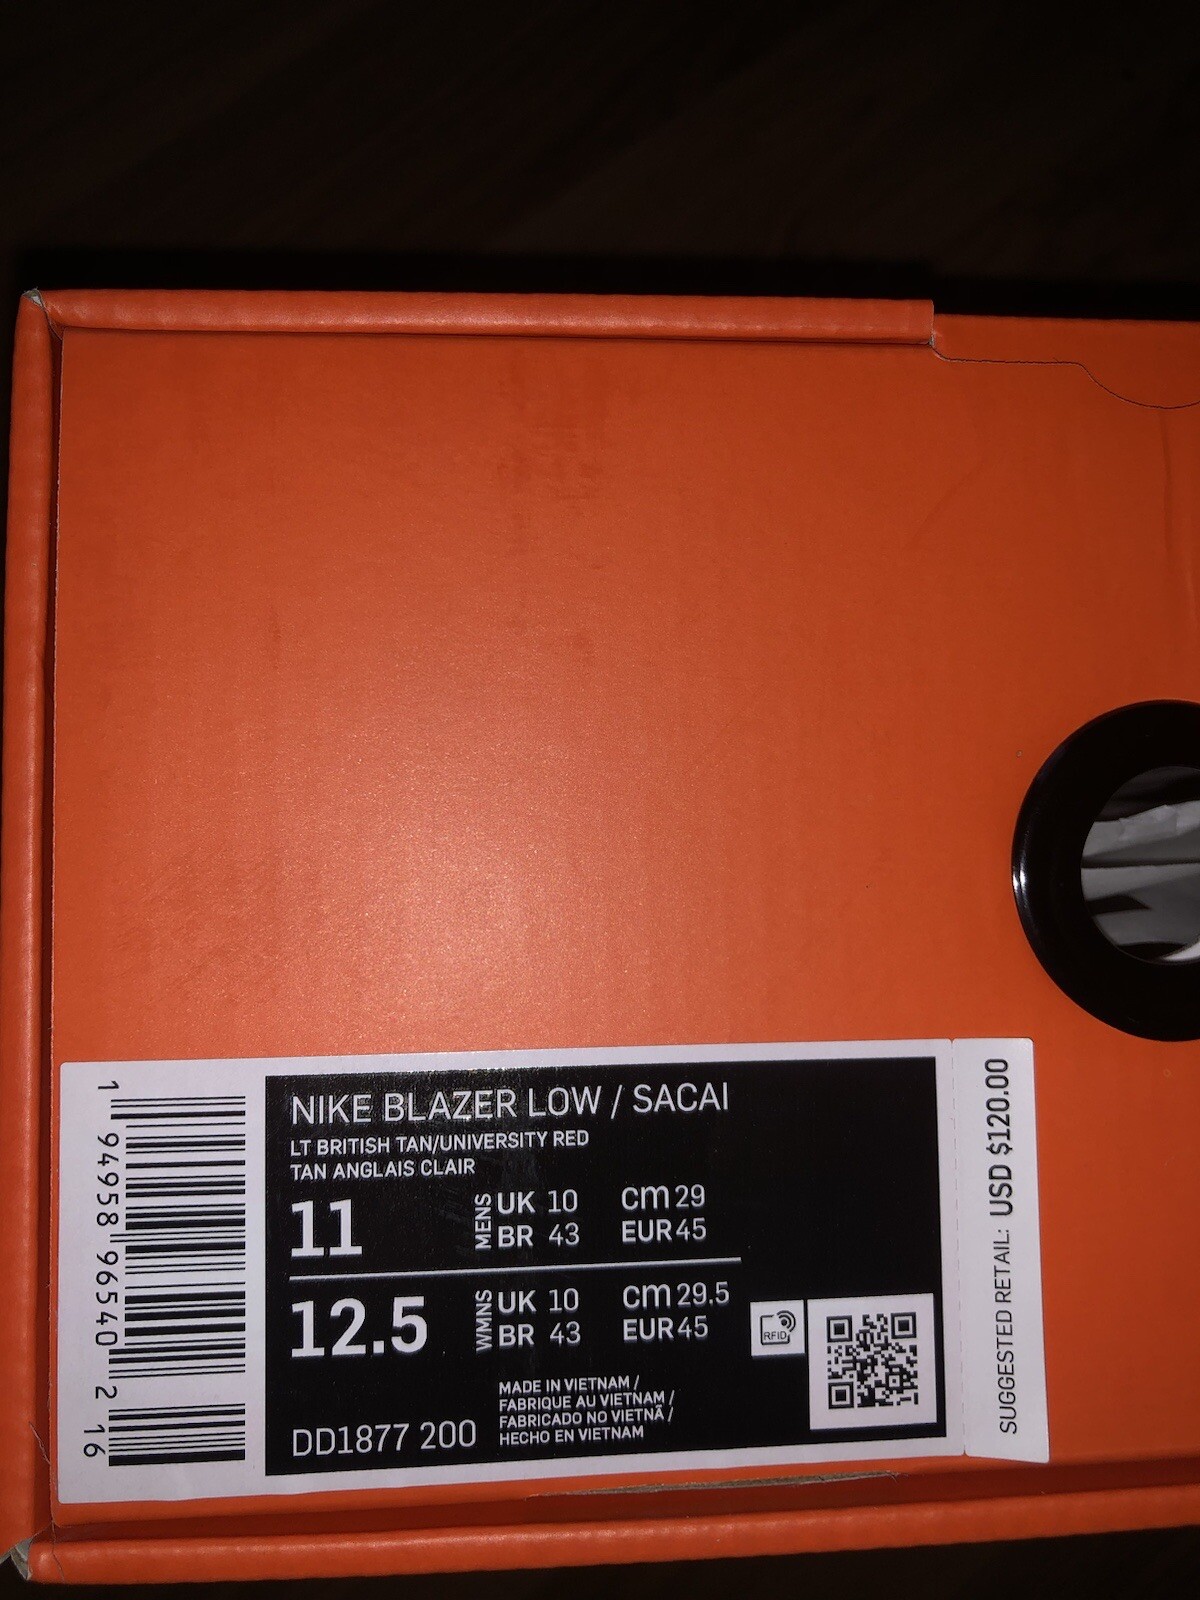 NIKE BLAZER LOW / SACAI
LT BRITISH TAN/UNIVERSITY RED
TAN ANGLAIS CLAIR
11 MENS UK 10 cm 29
BR 43 EUR 45
12.5 WMNS UK 10 cm 29.5
BR 43 EUR 45
RFID
MADE IN VIETNAM /
FABRIQUE AU VIETNAM /
FABRICADO NO VIETNÃ /
HECHO EN VIETNAM
DD1877 200
1 94958 96540 2 16
SUGGESTED RETAIL: USD $120.00